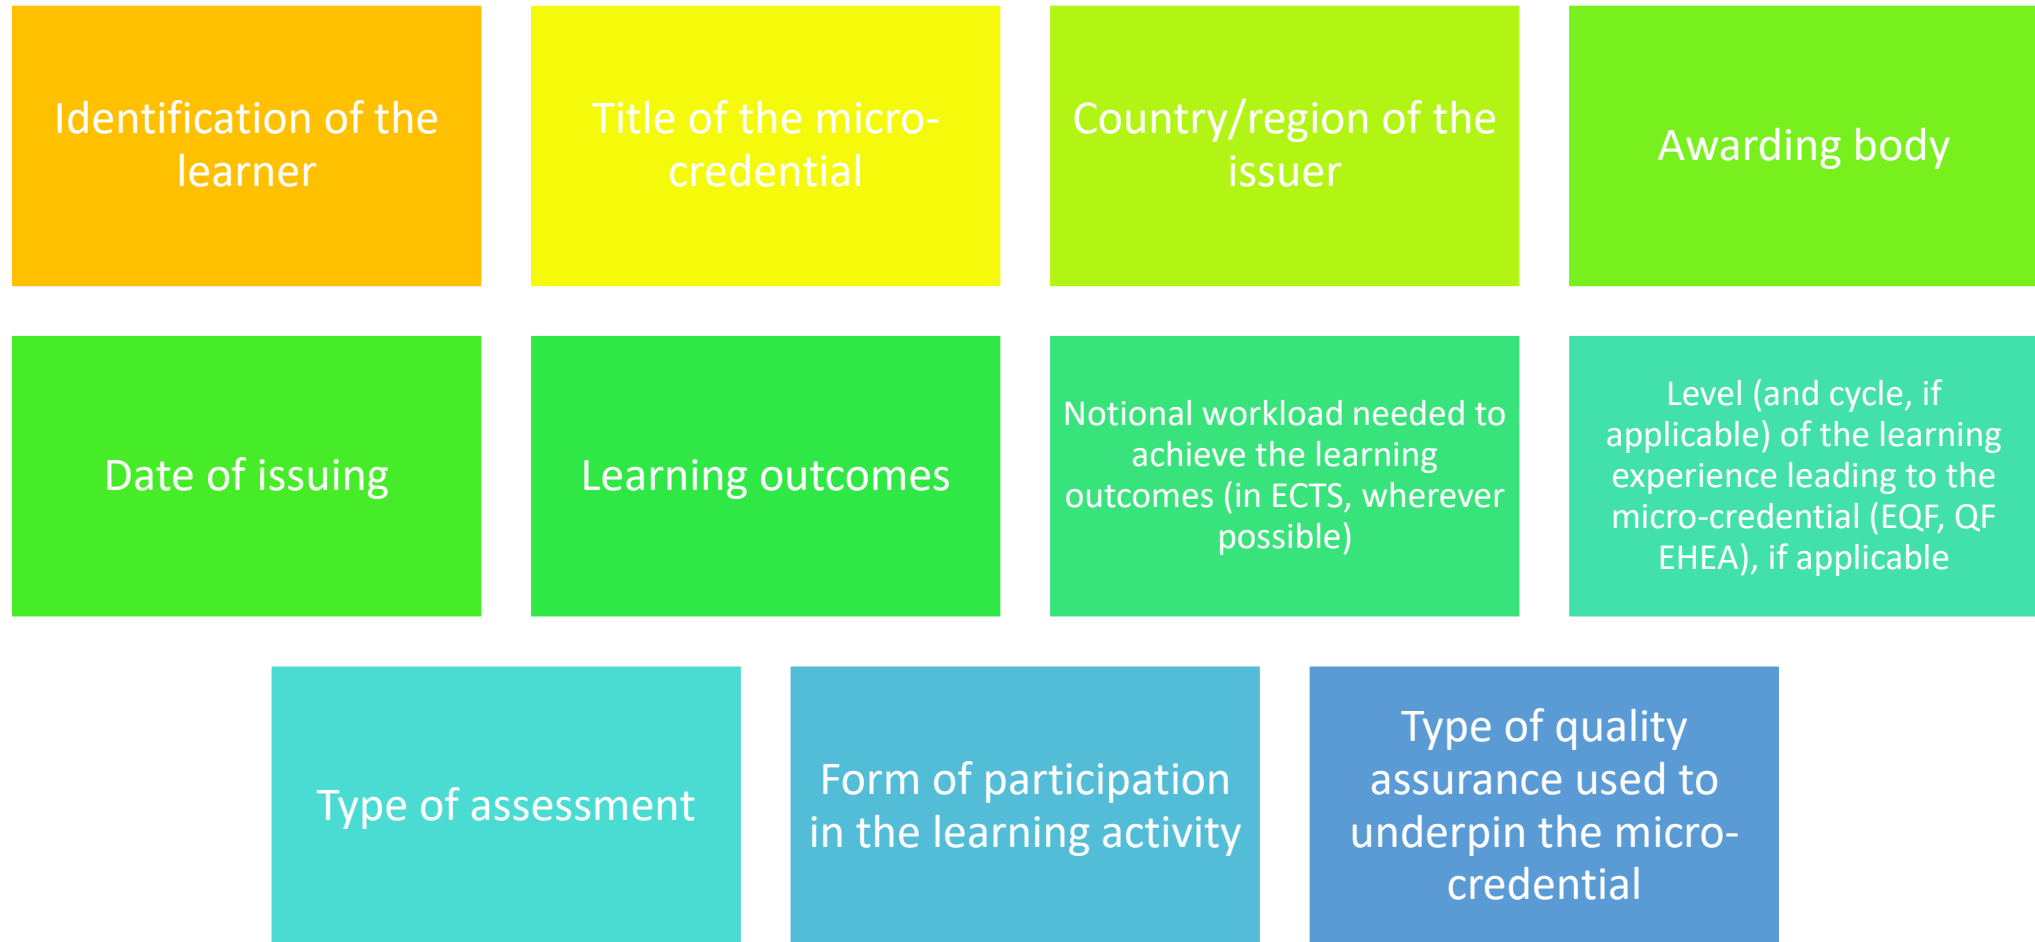 Identification of the
learner
Title of the micro-
credential
Country/region of the
issuer
Awarding body
Date of issuing
Learning outcomes
Notional workload needed to
achieve the learning
outcomes (in ECTS, wherever
possible)
Level (and cycle, if
applicable) of the learning
experience leading to the
micro-credential (EQF, QF
EHEA), if applicable
Type of assessment
Form of participation
in the learning activity
Type of quality
assurance used to
underpin the micro-
credential